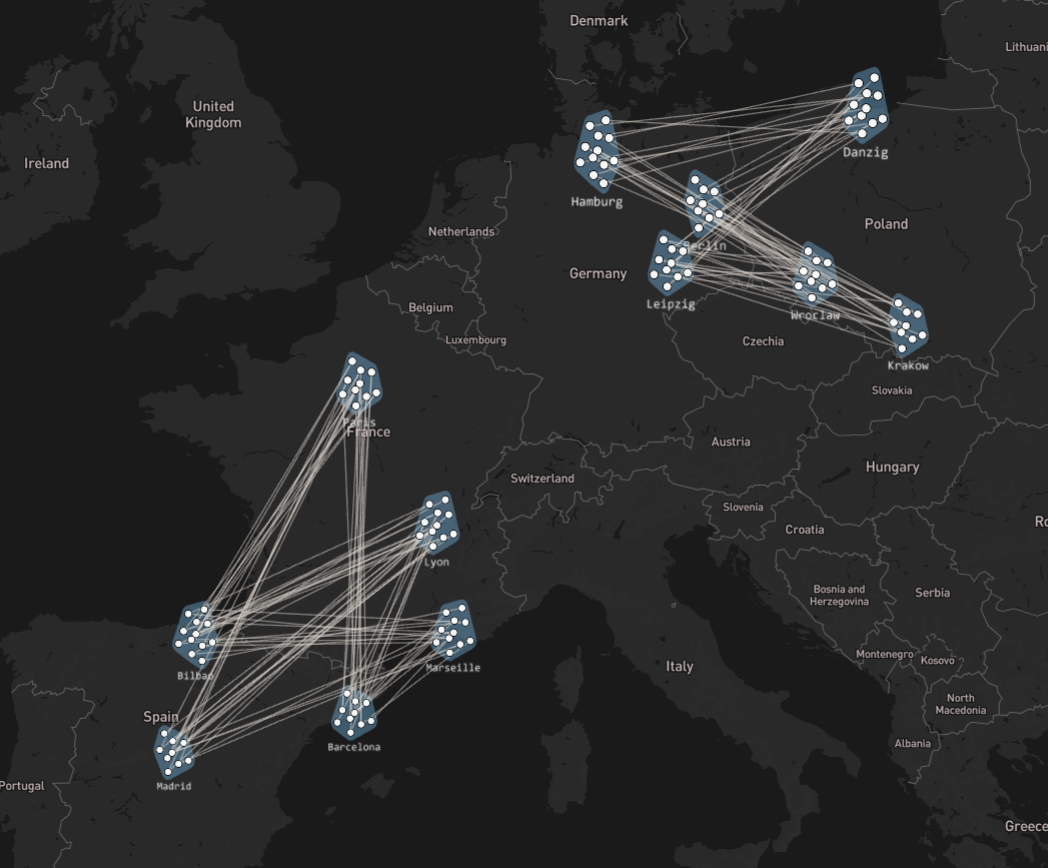 Denmark
Lithuani
United
Kingdom
Ireland
Danzig
Hamburg
Poland
Netherlands
Berlin
Germany
Leipzig
Belgium
Wroclaw
Luxembourg
Czechia
Krakow
Slovakia
Paris
France
Austria
Hungary
Switzerland
Slovenia
Ro
Croatia
Lyon
Bosnia and
Herzegovina
Serbia
Montenegro
Kosovo
Marseille
Italy
Bilbao
North
Macedonia
Spain
Albania
Barcelona
Portugal
Madrid
Greece